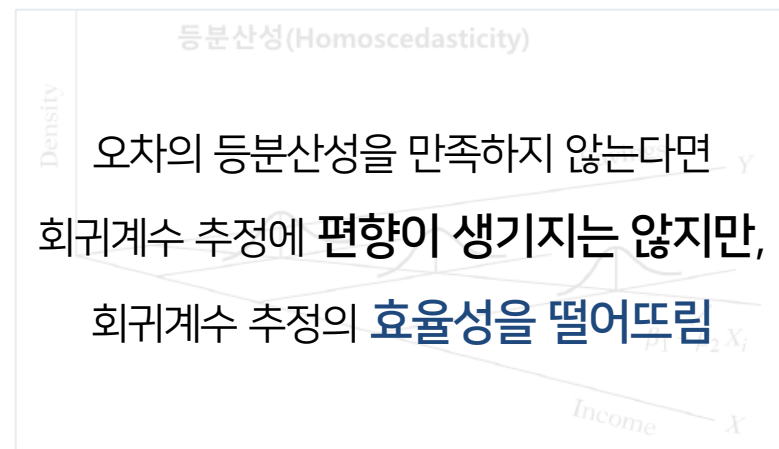 등분산성(Homoscedasticity)
Density
오차의 등분산성을 만족하지 않는다면
Y
회귀계수 추정에 편향이 생기지는 않지만,
회귀계수 추정의 효율성을 떨어뜨림
X_i
Income
X